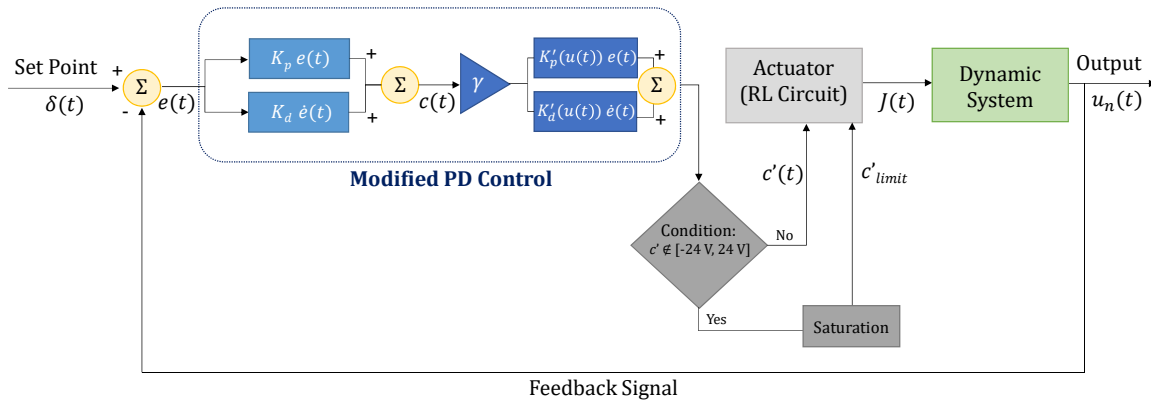 Set Point
δ(t)
+
-
Σ
e(t)
K_p e(t)
K_d ė(t)
+
+
Σ
c(t)
γ
K'_p(u(t)) e(t)
K'_d(u(t)) ė(t)
+
+
Σ
Modified PD Control
Condition:
c' ∉ [-24 V, 24 V]
No
Yes
Saturation
c'(t)
c'_limit
Actuator
(RL Circuit)
J(t)
Dynamic
System
Output
u_n(t)
Feedback Signal